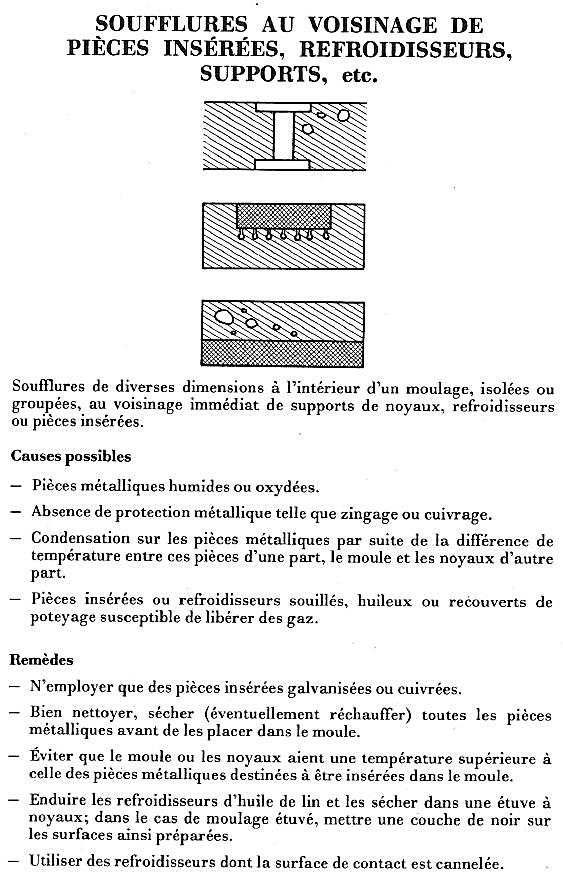 SOUFFLURES AU VOISINAGE DE
PIÈCES INSÉRÉES, REFROIDISSEURS,
SUPPORTS, etc.
Soufflures de diverses dimensions à l'intérieur d'un moulage, isolées ou
groupées, au voisinage immédiat de supports de noyaux, refroidisseurs
ou pièces insérées.
Causes possibles
— Pièces métalliques humides ou oxydées.
— Absence de protection métallique telle que zingage ou cuivrage.
— Condensation sur les pièces métalliques par suite de la différence de
température entre ces pièces d'une part, le moule et les noyaux d'autre
part.
— Pièces insérées ou refroidisseurs souillés, huileux ou recouverts de
poteyage susceptible de libérer des gaz.
Remèdes
— N'employer que des pièces insérées galvanisées ou cuivrées.
— Bien nettoyer, sécher (éventuellement réchauffer) toutes les pièces
métalliques avant de les placer dans le moule.
— Éviter que le moule ou les noyaux aient une température supérieure à
celle des pièces métalliques destinées à être insérées dans le moule.
— Enduire les refroidisseurs d'huile de lin et les sécher dans une étuve à
noyaux; dans le cas de moulage étuvé, mettre une couche de noir sur
les surfaces ainsi préparées.
— Utiliser des refroidisseurs dont la surface de contact est cannelée.